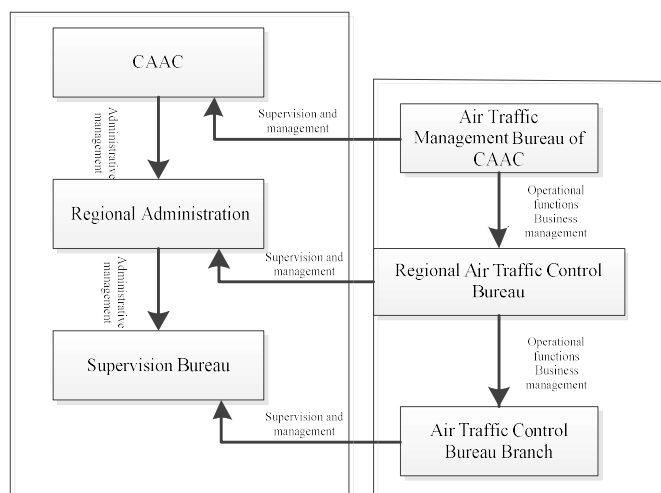 CAAC
Administrative
management
Regional Administration
Administrative
management
Supervision Bureau
Supervision and
management
Supervision and
management
Supervision and
management
Air Traffic
Management Bureau of
CAAC
Operational
functions
Business
management
Regional Air Traffic Control
Bureau
Operational
functions
Business
management
Air Traffic Control
Bureau Branch